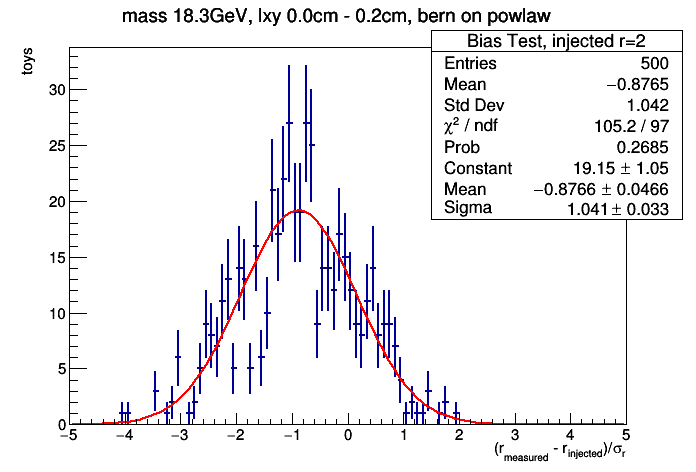 mass 18.3GeV, lxy 0.0cm - 0.2cm, bern on powlaw
Bias Test, injected r=2
Entries 500
Mean −0.8765
Std Dev 1.042
χ² / ndf 105.2 / 97
Prob 0.2685
Constant 19.15 ± 1.05
Mean −0.8766 ± 0.0466
Sigma 1.041 ± 0.033
toys
30
25
20
15
10
5
0
−5 −4 −3 −2 −1 0 1 2 3 4 5
(r_measured - r_injected)/σ_r